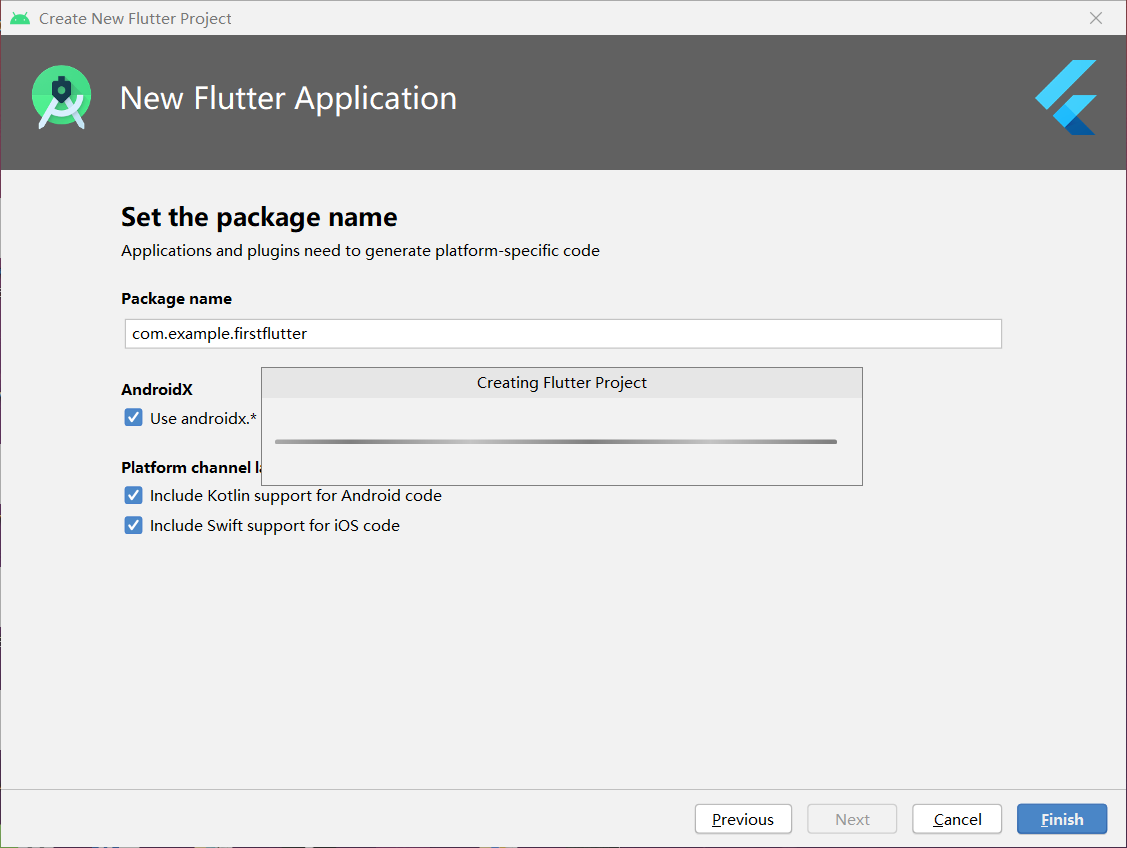 Create New Flutter Project
New Flutter Application
Set the package name
Applications and plugins need to generate platform-specific code
Package name
com.example.firstflutter
Creating Flutter Project
AndroidX
Use androidx.*
Platform channel
Include Kotlin support for Android code
Include Swift support for iOS code
Previous
Next
Cancel
Finish